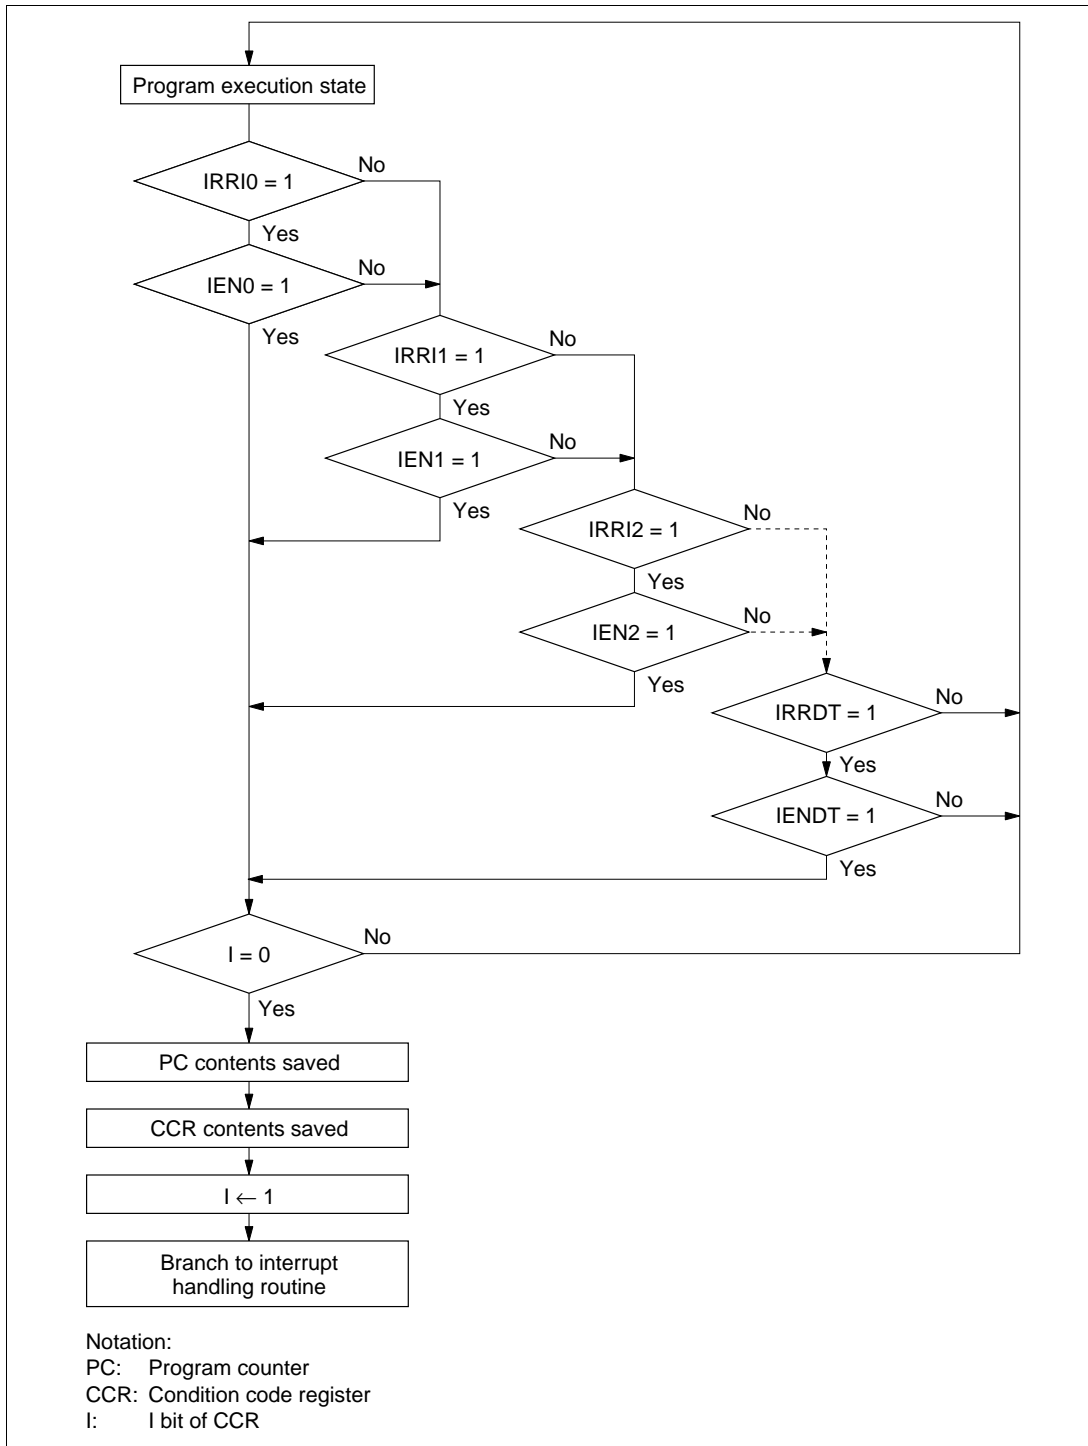 Program execution state
No
IRRI0 = 1
Yes
No
IEN0 = 1
Yes
No
IRRI1 = 1
Yes
No
IEN1 = 1
Yes
No
IRRI2 = 1
Yes
No
IEN2 = 1
Yes
No
IRRDT = 1
Yes
No
IENDT = 1
Yes
No
I = 0
Yes
PC contents saved
CCR contents saved
I ← 1
Branch to interrupt
handling routine
Notation:
PC: Program counter
CCR: Condition code register
I: I bit of CCR